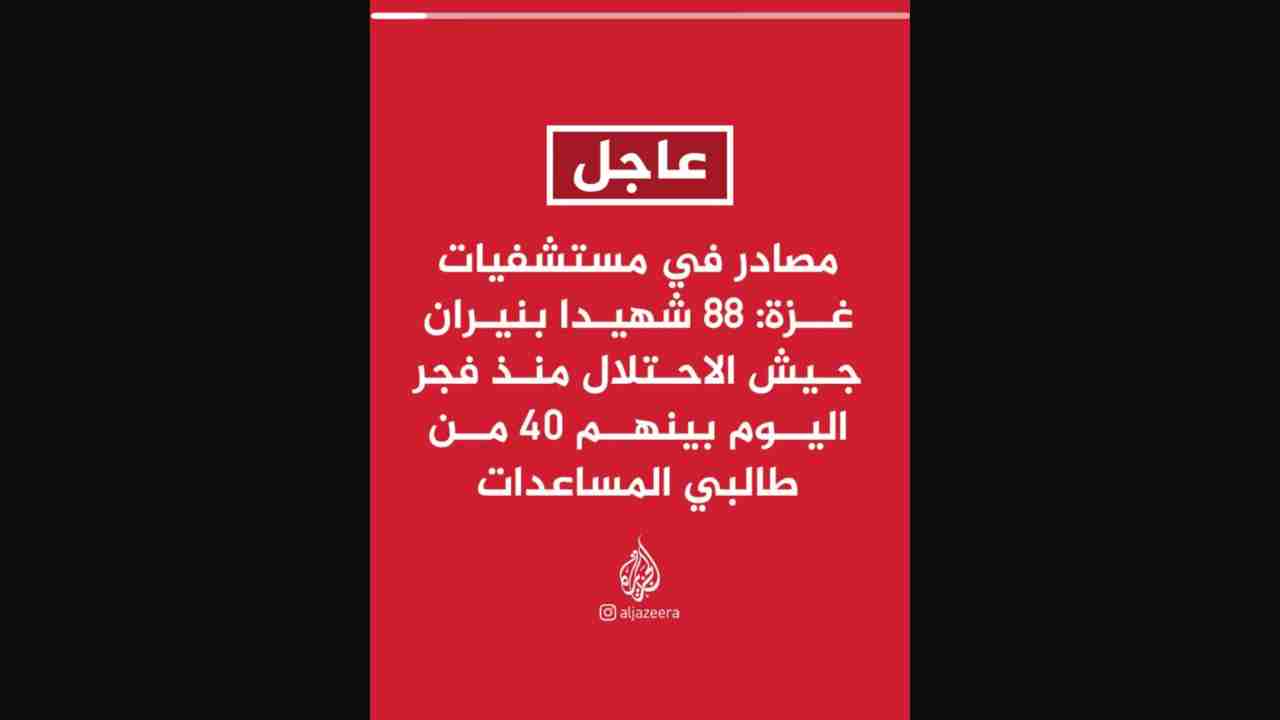 عاجل
مصادر في مستشفيات
غزة: 88 شهيدا بنيران
جيش الاحتلال منذ فجر
اليوم بينهم 40 من
طالبي المساعدات
الجزيرة
aljazeera